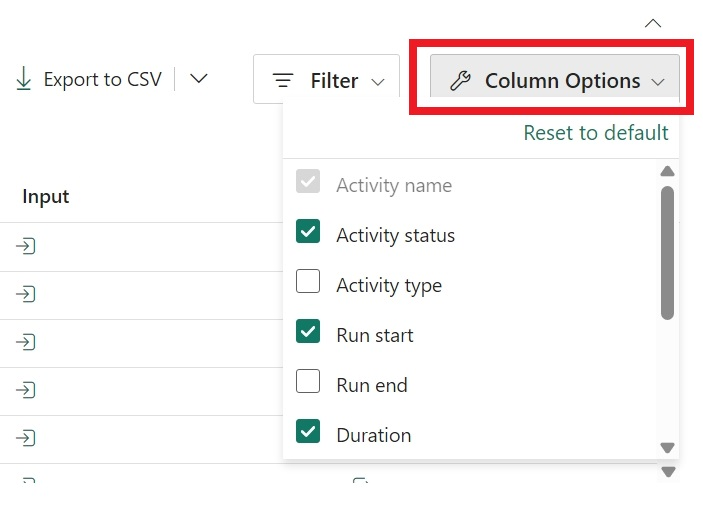 Export to CSV
Filter
Column Options
Reset to default
Input
Activity name
Activity status
Activity type
Run start
Run end
Duration